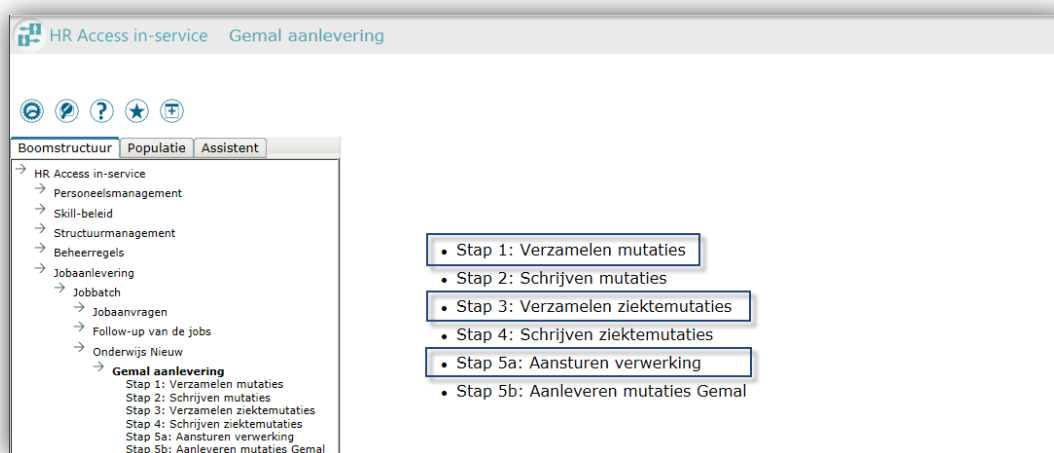 HR Access in-service Gemal aanlevering
Boomstructuur Populatie Assistent
HR Access in-service
Personeelsmanagement
Skill-beleid
Structuurmanagement
Beheerregels
Jobaanlevering
Jobbatch
Jobaanvragen
Follow-up van de jobs
Onderwijs Nieuw
Gemal aanlevering
Stap 1: Verzamelen mutaties
Stap 2: Schrijven mutaties
Stap 3: Verzamelen ziektemutaties
Stap 4: Schrijven ziektemutaties
Stap 5a: Aansturen verwerking
Stap 5b: Aanleveren mutaties Gemal
• Stap 1: Verzamelen mutaties
• Stap 2: Schrijven mutaties
• Stap 3: Verzamelen ziektemutaties
• Stap 4: Schrijven ziektemutaties
• Stap 5a: Aansturen verwerking
• Stap 5b: Aanleveren mutaties Gemal